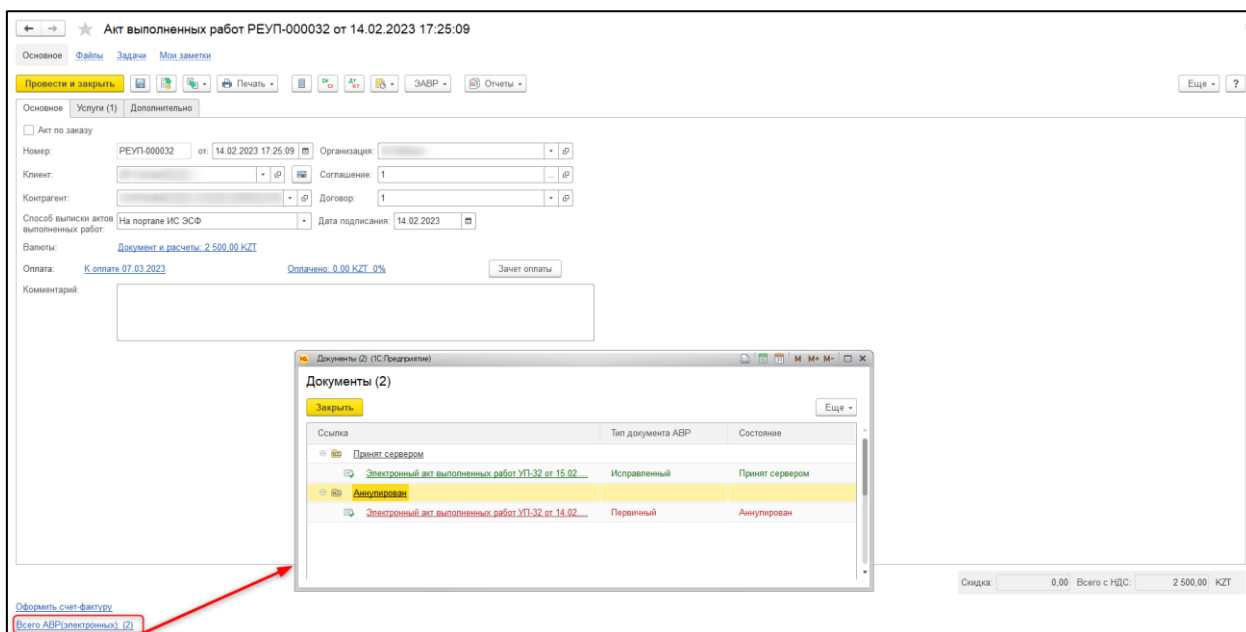 Акт выполненных работ РЕУП-000032 от 14.02.2023 17:25:09
Основное Файлы Задачи Мои заметки
Провести и закрыть Печать ЗАВР Отчеты Еще ?
Основное Услуги (1) Дополнительно
Акт по заказу
Номер: РЕУП-000032 от: 14.02.2023 17:25:09 Организация:
Клиент: Соглашение: 1
Контрагент: Договор: 1
Способ выписки актов выполненных работ: На портале ИС ЭСФ Дата подписания: 14.02.2023
Валюты: Документ и расчеты: 2 500,00 KZT
Оплата: К оплате 07.03.2023 Оплачено: 0,00 KZT 0% Зачет оплаты
Комментарий:
Документы (2) (1С:Предприятие) M M+ M-
Документы (2)
Закрыть Еще
Ссылка Тип документа АВР Состояние
Принят сервером
Электронный акт выполненных работ УП-32 от 15.02.... Исправленный Принят сервером
Аннулирован
Электронный акт выполненных работ УП-32 от 14.02.... Первичный Аннулирован
Скидка: 0,00 Всего с НДС: 2 500,00 KZT
Оформить счет-фактуру
Всего АВР(электронных): (2)